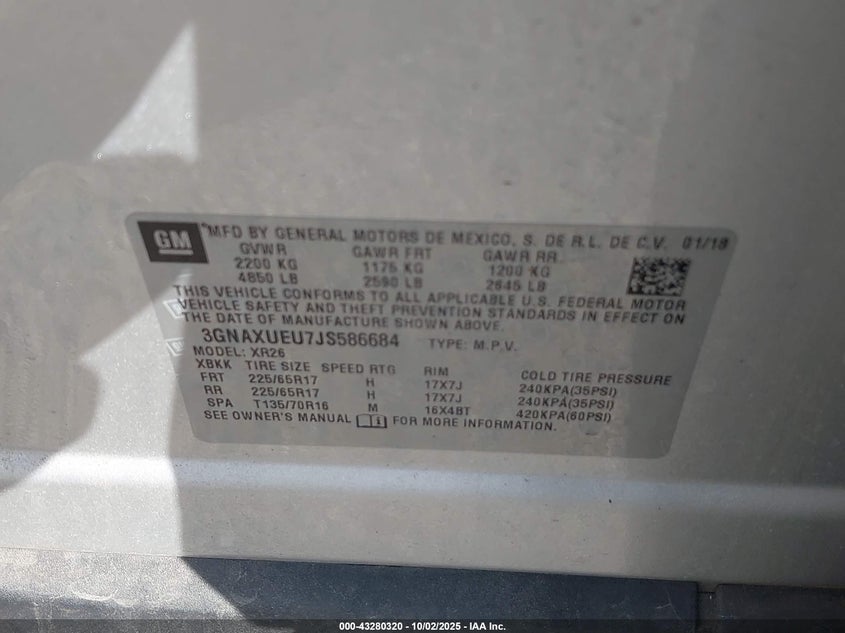 GM
MFD BY GENERAL MOTORS DE MEXICO, S. DE R.L. DE C.V. 01/18
GVWR GAWR FRT GAWR RR
2200 KG 1175 KG 1200 KG
4850 LB 2590 LB 2645 LB
THIS VEHICLE CONFORMS TO ALL APPLICABLE U.S. FEDERAL MOTOR
VEHICLE SAFETY AND THEFT PREVENTION STANDARDS IN EFFECT ON
THE DATE OF MANUFACTURE SHOWN ABOVE.
3GNAXUEU7JS586684 TYPE: M.P.V.
MODEL: XR26
XBKK TIRE SIZE SPEED RTG RIM COLD TIRE PRESSURE
FRT 225/65R17 H 17X7J 240KPA(35PSI)
RR 225/65R17 H 17X7J 240KPA(35PSI)
SPA T135/70R16 M 16X4BT 420KPA(60PSI)
SEE OWNER'S MANUAL FOR MORE INFORMATION.
000-43280320 - 10/02/2025 - IAA Inc.